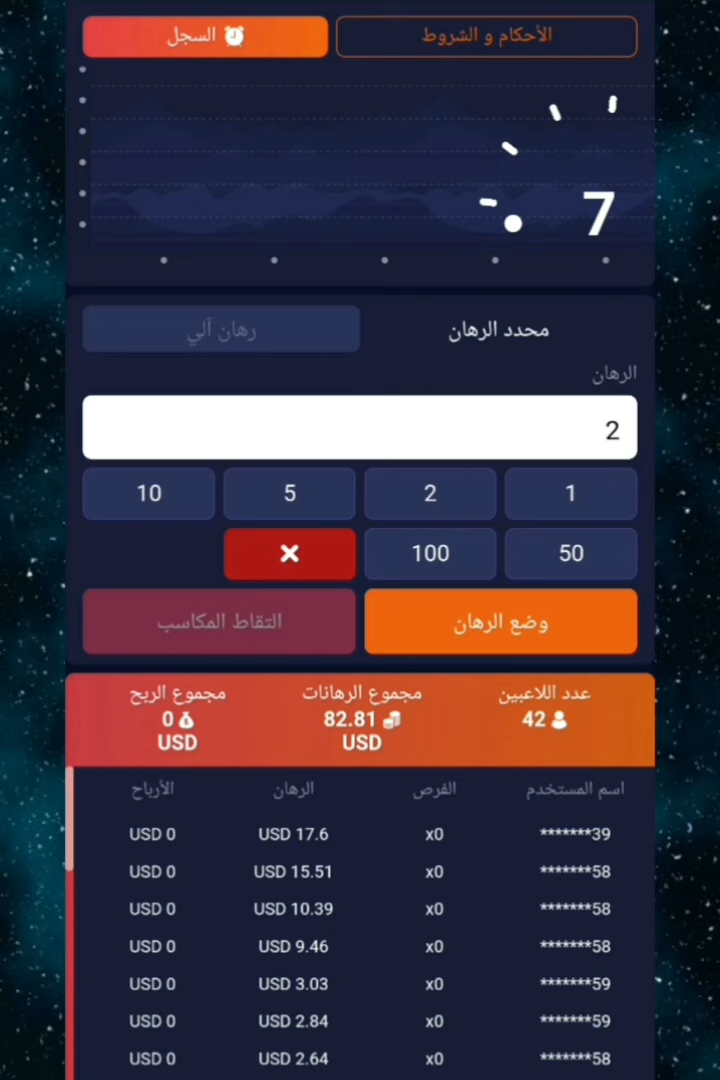 الأحكام و الشروط
السجل
7
محدد الرهان
رهان آلي
الرهان
2
1 2 5 10
50 100
وضع الرهان
التقاط المكاسب
عدد اللاعبين مجموع الرهانات مجموع الربح
42 82.81 0
USD USD
اسم المستخدم الفرص الرهان الأرباح
*******39 x0 USD 17.6 USD 0
*******58 x0 USD 15.51 USD 0
*******58 x0 USD 10.39 USD 0
*******58 x0 USD 9.46 USD 0
*******59 x0 USD 3.03 USD 0
*******59 x0 USD 2.84 USD 0
*******58 x0 USD 2.64 USD 0